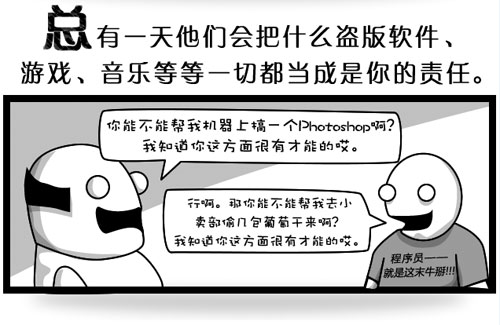 总有一天他们会把什么盗版软件、
游戏、音乐等等一切都当成是你的责任。
你能不能帮我机器上搞一个Photoshop啊?
我知道你这方面很有才能的哎。
行啊。那你能不能帮我去小
卖部偷几包葡萄干来啊?
我知道你这方面很有才能的哎。
程序员——
就是这末牛掰!!!